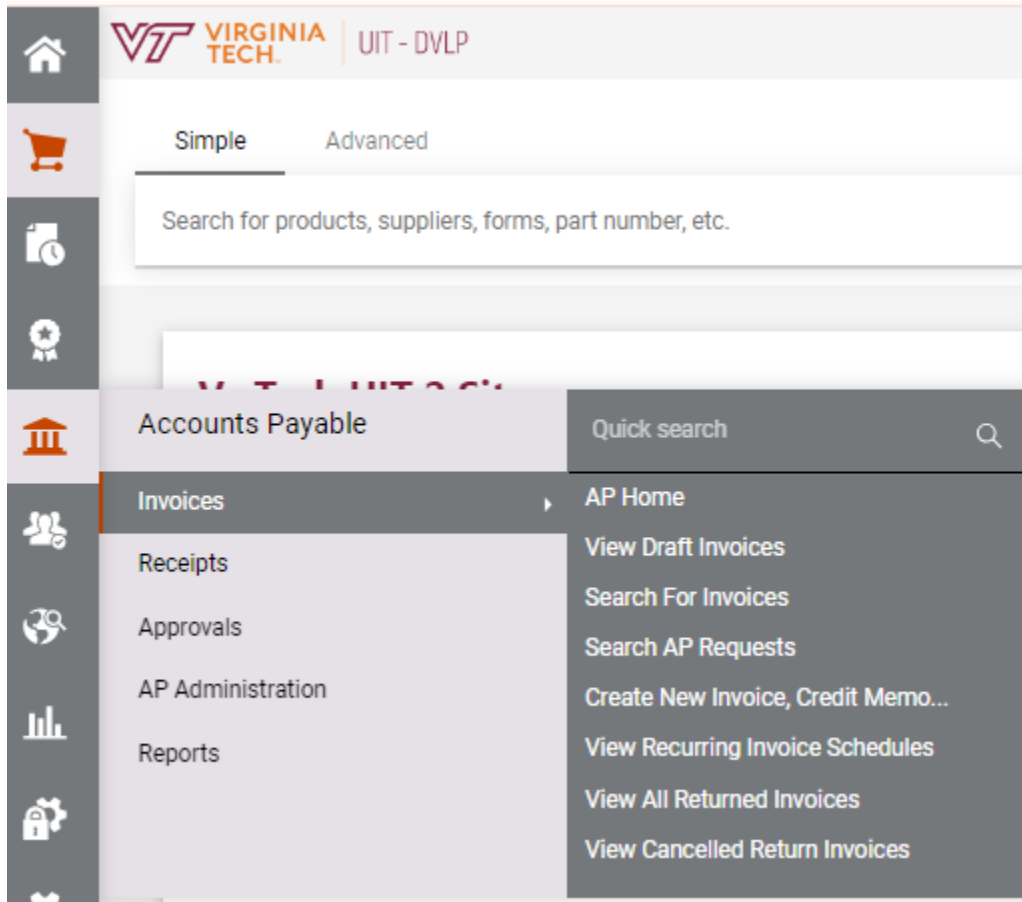 VT VIRGINIA TECH. UIT - DVLP
Simple Advanced
Search for products, suppliers, forms, part number, etc.
Accounts Payable
Quick search
Invoices
Receipts
Approvals
AP Administration
Reports
AP Home
View Draft Invoices
Search For Invoices
Search AP Requests
Create New Invoice, Credit Memo...
View Recurring Invoice Schedules
View All Returned Invoices
View Cancelled Return Invoices